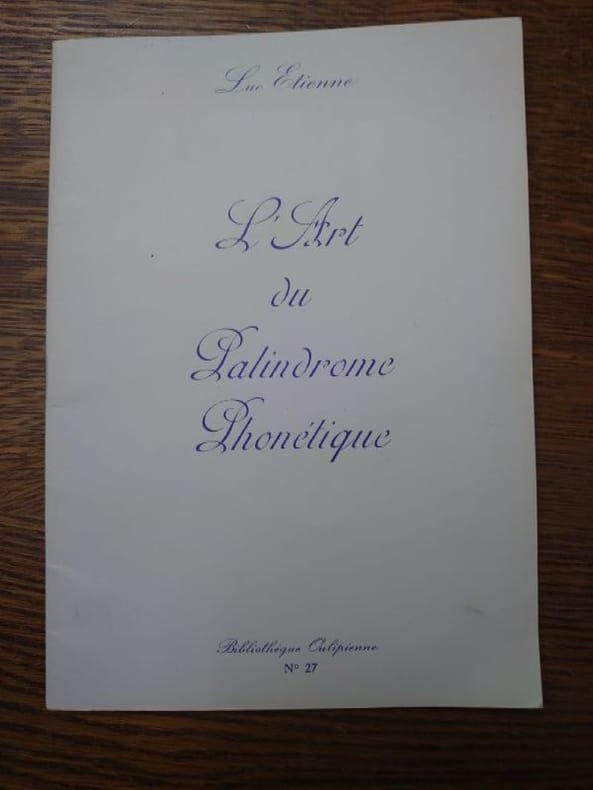 Luc Etienne
L'Art
du
Palindrome
Phonétique
Bibliothèque Oulipienne
N° 27